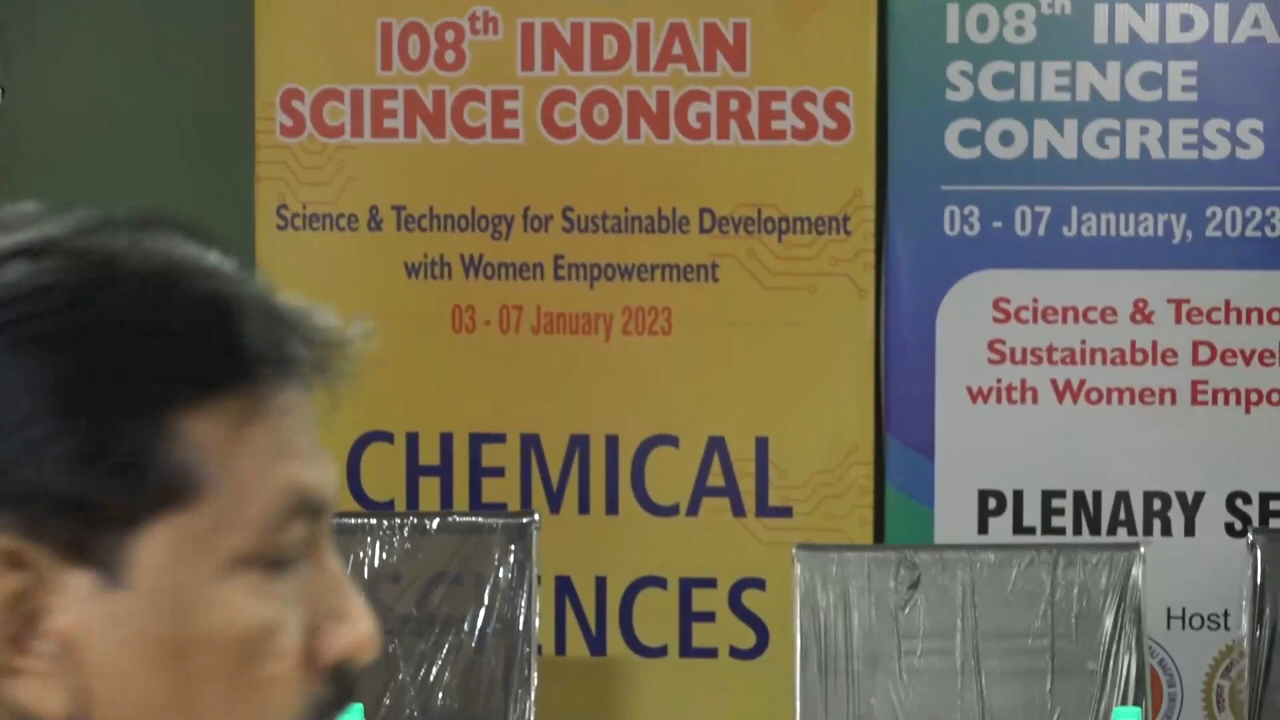 108th INDIAN
SCIENCE CONGRESS
Science & Technology for Sustainable Development
with Women Empowerment
03 - 07 January 2023
CHEMICAL
SCIENCES
108th INDIA
SCIENCE
CONGRESS
03 - 07 January, 2023
Science & Techno
Sustainable Devel
with Women Empo
PLENARY SE
Host